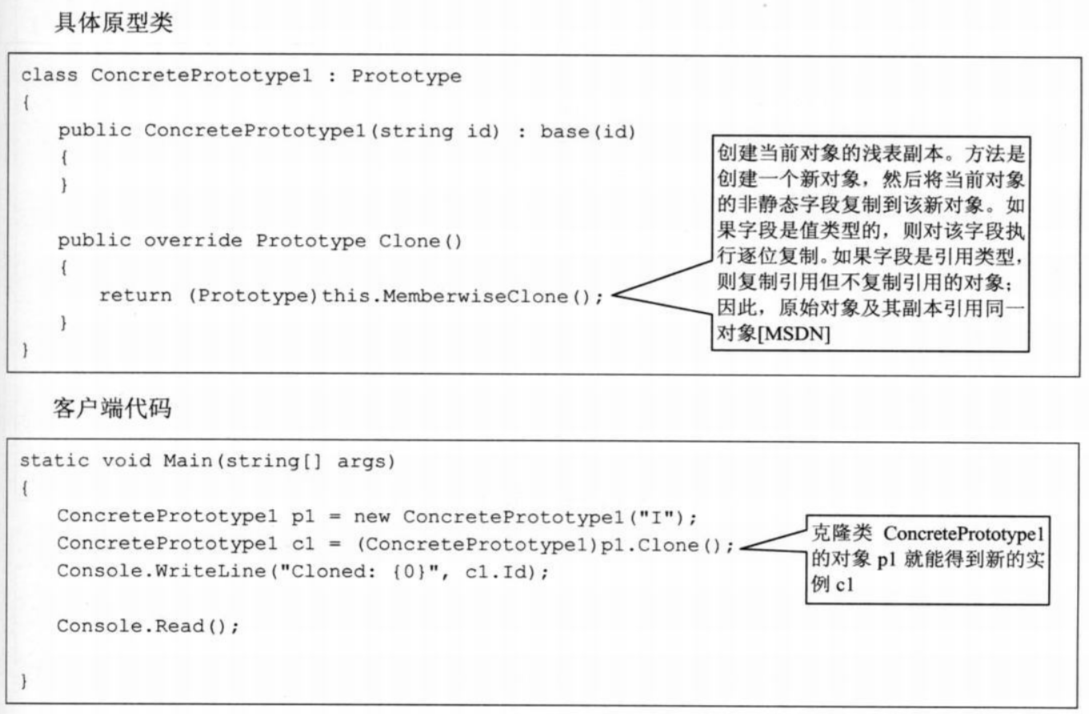 具体原型类
class ConcretePrototype1 : Prototype
{
public ConcretePrototype1(string id) : base(id)
{
}
public override Prototype Clone()
{
return (Prototype)this.MemberwiseClone();
}
}
创建当前对象的浅表副本。方法是
创建一个新对象，然后将当前对象
的非静态字段复制到该新对象。如
果字段是值类型的，则对该字段执
行逐位复制。如果字段是引用类型，
则复制引用但不复制引用的对象；
因此，原始对象及其副本引用同一
对象[MSDN]
客户端代码
static void Main(string[] args)
{
ConcretePrototype1 p1 = new ConcretePrototype1("I");
ConcretePrototype1 c1 = (ConcretePrototype1)p1.Clone();
Console.WriteLine("Cloned: {0}", c1.Id);
Console.Read();
}
克隆类 ConcretePrototype1
的对象 p1 就能得到新的实
例 c1